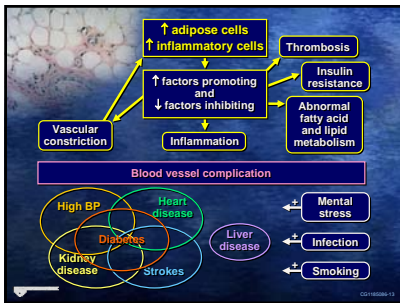 ↑ adipose cells
↑ inflammatory cells
Thrombosis
Insulin
resistance
↑ factors promoting
and
↓ factors inhibiting
Abnormal
fatty acid
and lipid
metabolism
Vascular
constriction
Inflammation
Blood vessel complication
High BP
Heart
disease
Diabetes
Kidney
disease
Strokes
Liver
disease
+
Mental
stress
+
Infection
+
Smoking